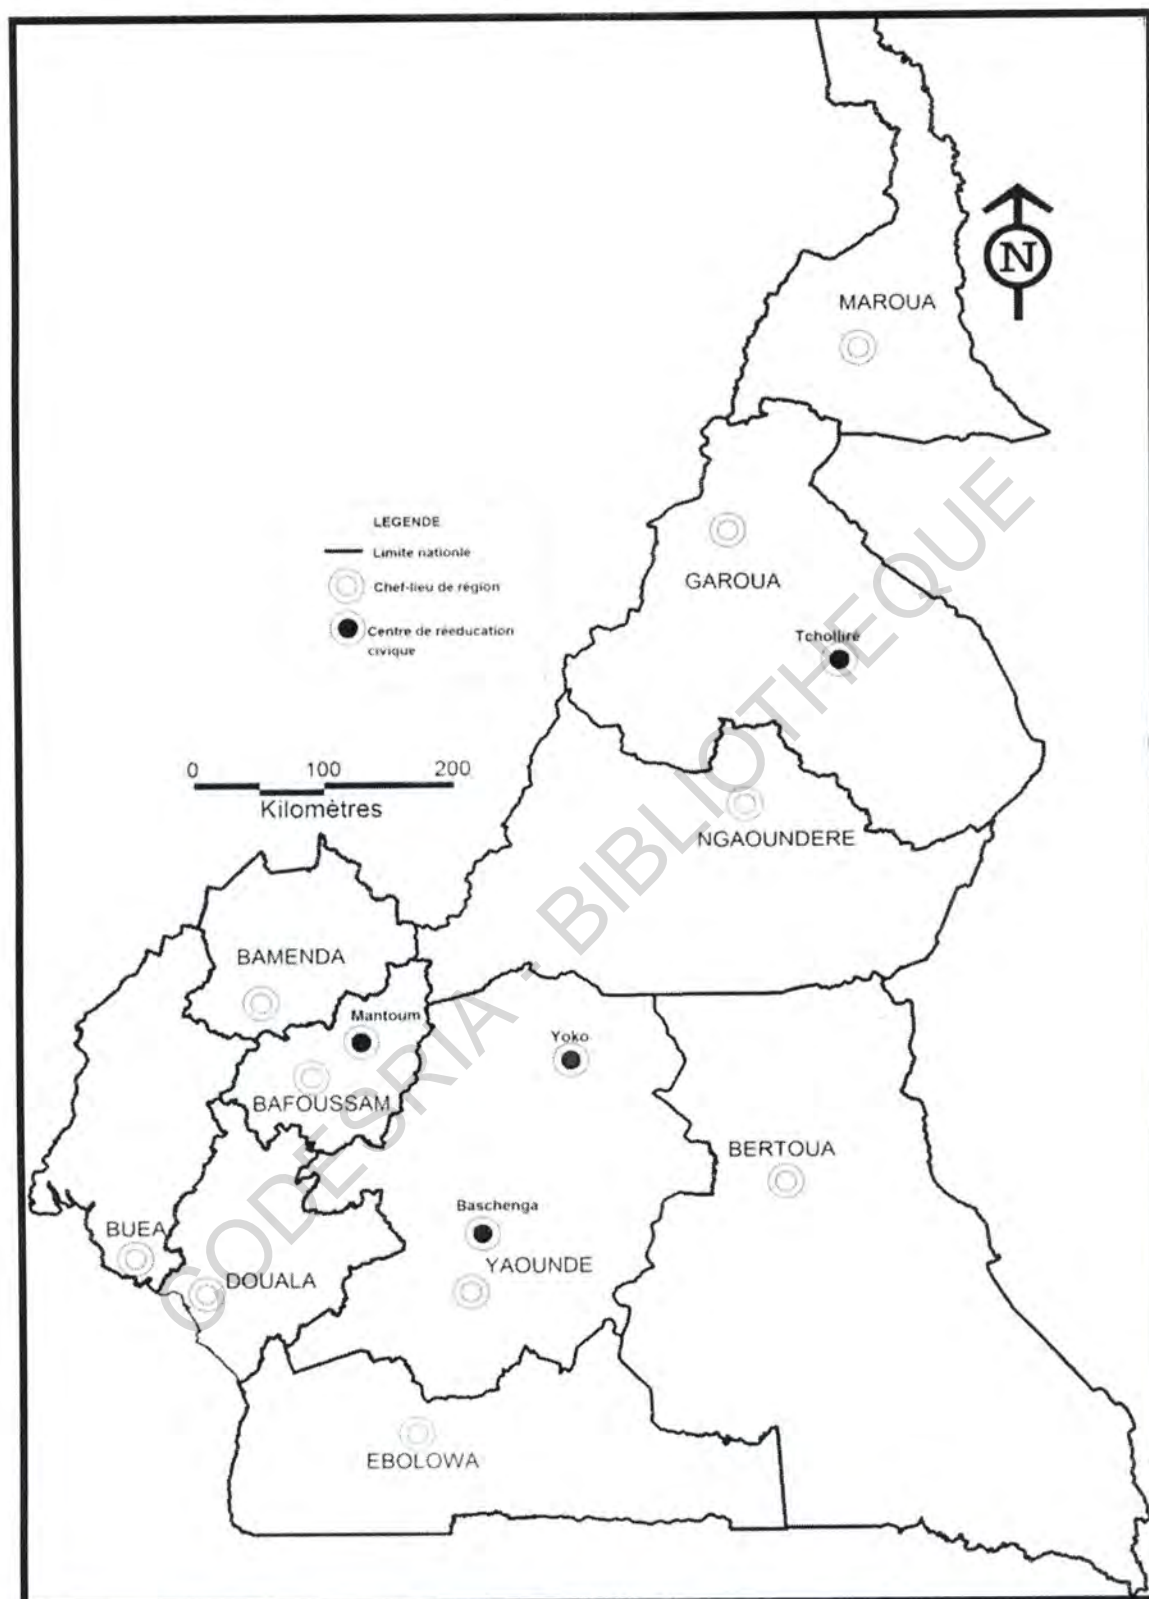 N
MAROUA
LEGENDE
Limite nationle
Chef-lieu de région
Centre de rééducation
civique
GAROUA
Tcholliré
0 100 200
Kilomètres
NGAOUNDERE
BAMENDA
Mantoum
Yoko
BAFOUSSAM
BERTOUA
Baschenga
BUEA
YAOUNDE
DOUALA
EBOLOWA
CODESRIA - BIBLIOTHEQUE